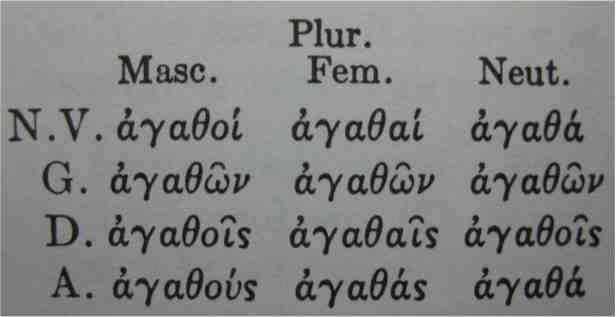 Plur.
Masc. Fem. Neut.
N.V. ἀγαθοί ἀγαθαί ἀγαθά
G. ἀγαθῶν ἀγαθῶν ἀγαθῶν
D. ἀγαθοῖς ἀγαθαῖς ἀγαθοῖς
A. ἀγαθούς ἀγαθάς ἀγαθά